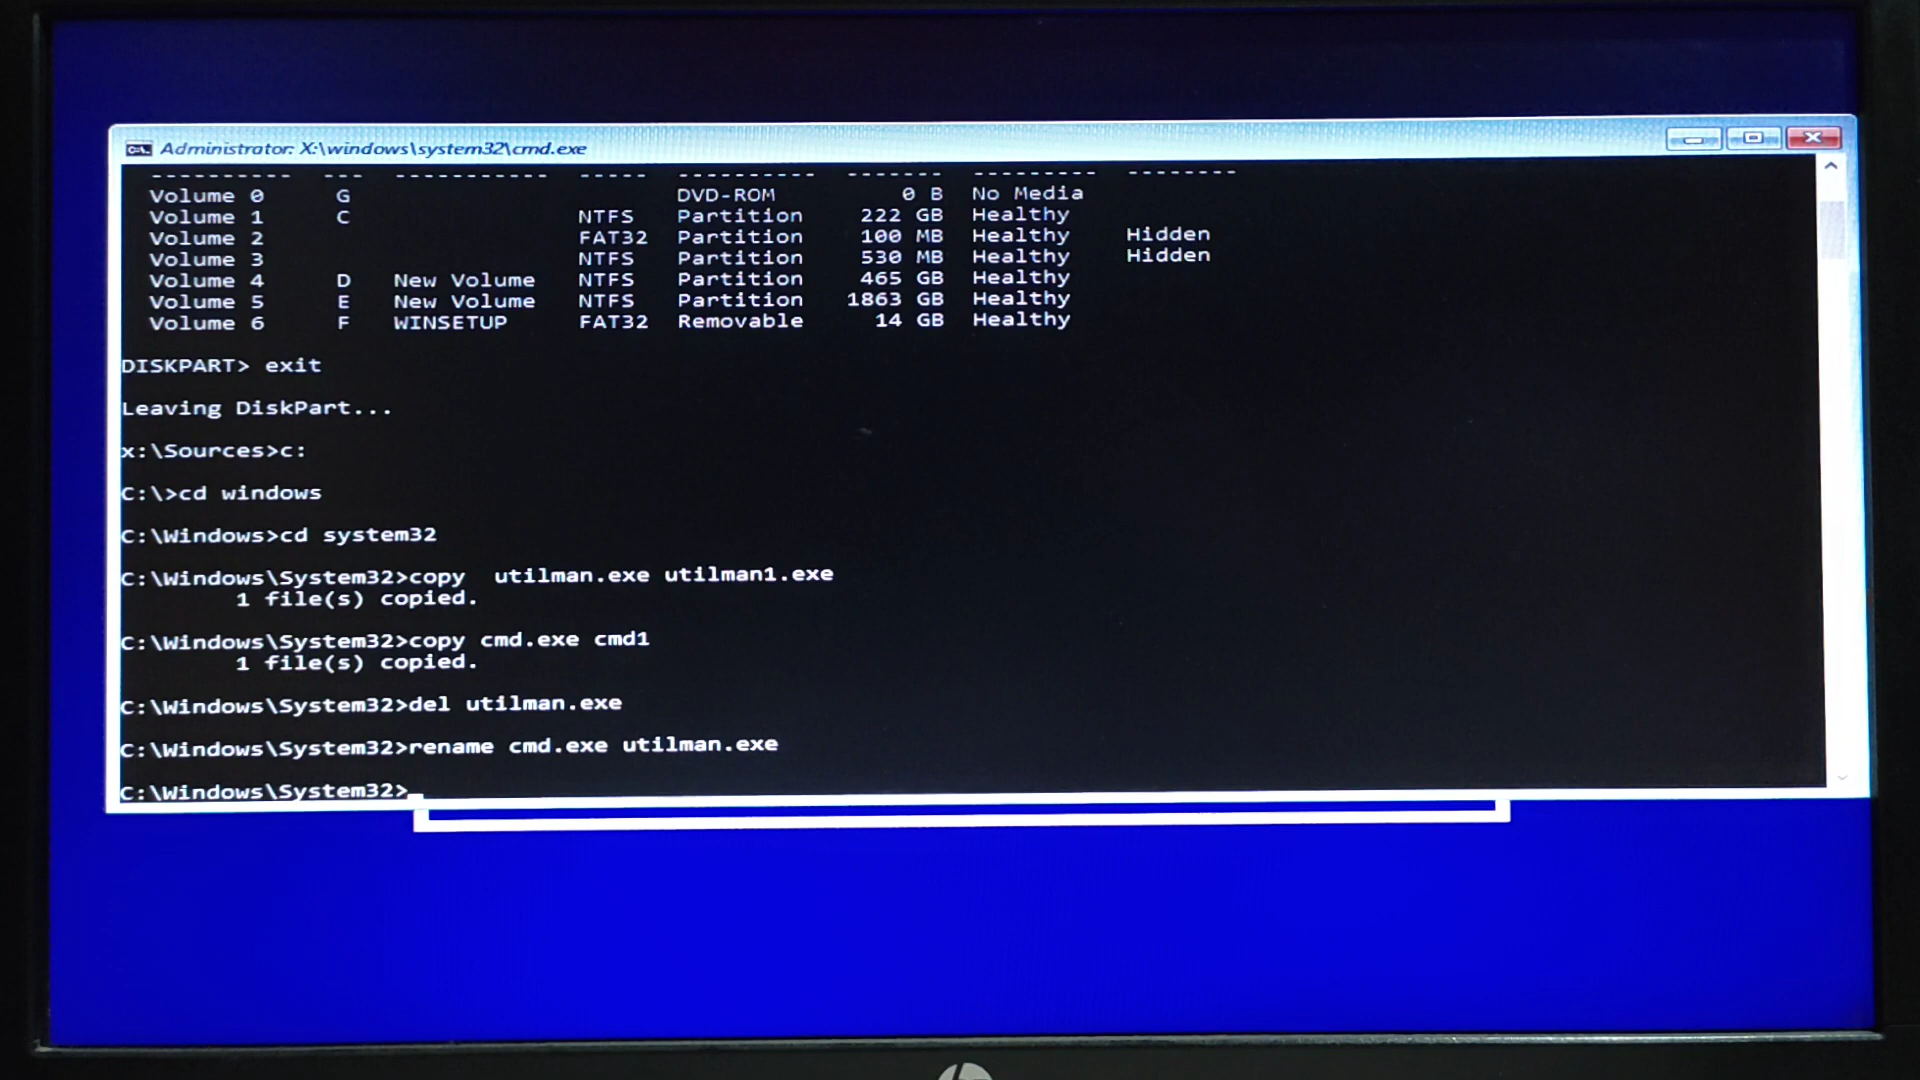 Administrator: X:\windows\system32\cmd.exe
---------- --- ----------- ----- ---------- ------- --------- --------
Volume 0 G DVD-ROM 0 B No Media
Volume 1 C NTFS Partition 222 GB Healthy
Volume 2 FAT32 Partition 100 MB Healthy Hidden
Volume 3 NTFS Partition 530 MB Healthy Hidden
Volume 4 D New Volume NTFS Partition 465 GB Healthy
Volume 5 E New Volume NTFS Partition 1863 GB Healthy
Volume 6 F WINSETUP FAT32 Removable 14 GB Healthy
DISKPART> exit
Leaving DiskPart...
x:\Sources>c:
C:\>cd windows
C:\Windows>cd system32
C:\Windows\System32>copy  utilman.exe utilman1.exe
1 file(s) copied.
C:\Windows\System32>copy cmd.exe cmd1
1 file(s) copied.
C:\Windows\System32>del utilman.exe
C:\Windows\System32>rename cmd.exe utilman.exe
C:\Windows\System32>_
hp